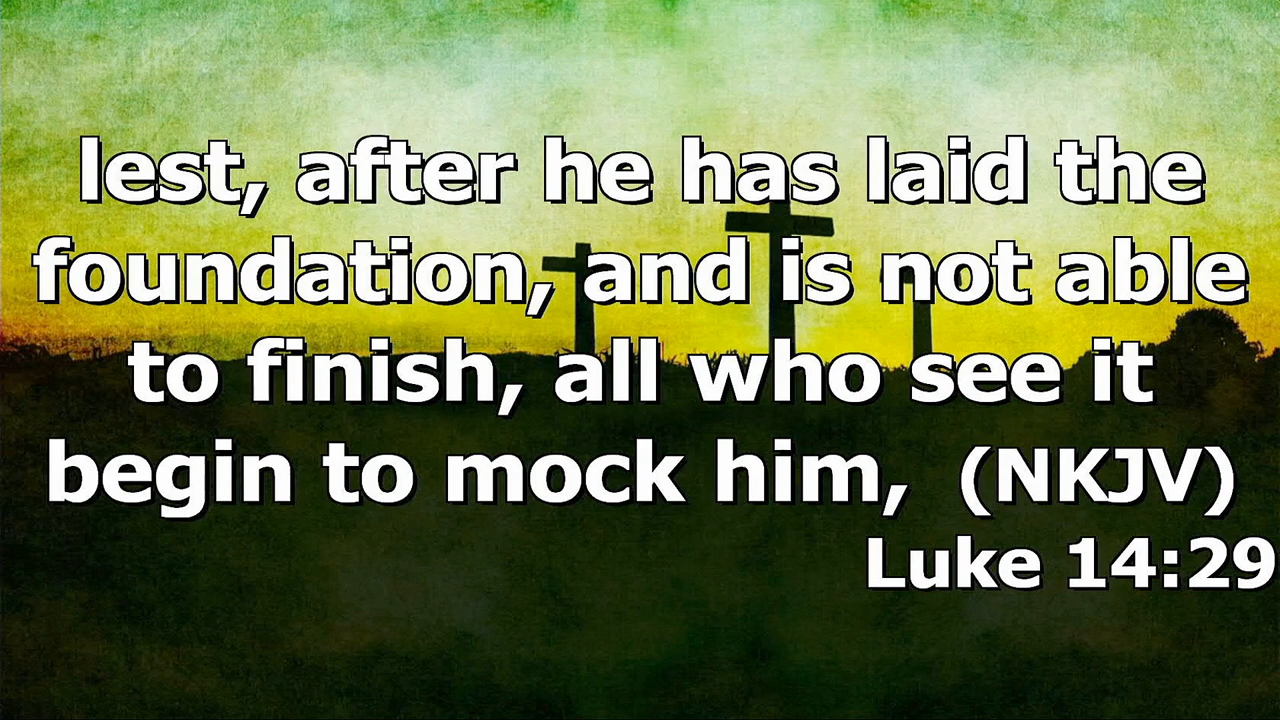 lest, after he has laid the
foundation, and is not able
to finish, all who see it
begin to mock him,  (NKJV)
Luke 14:29